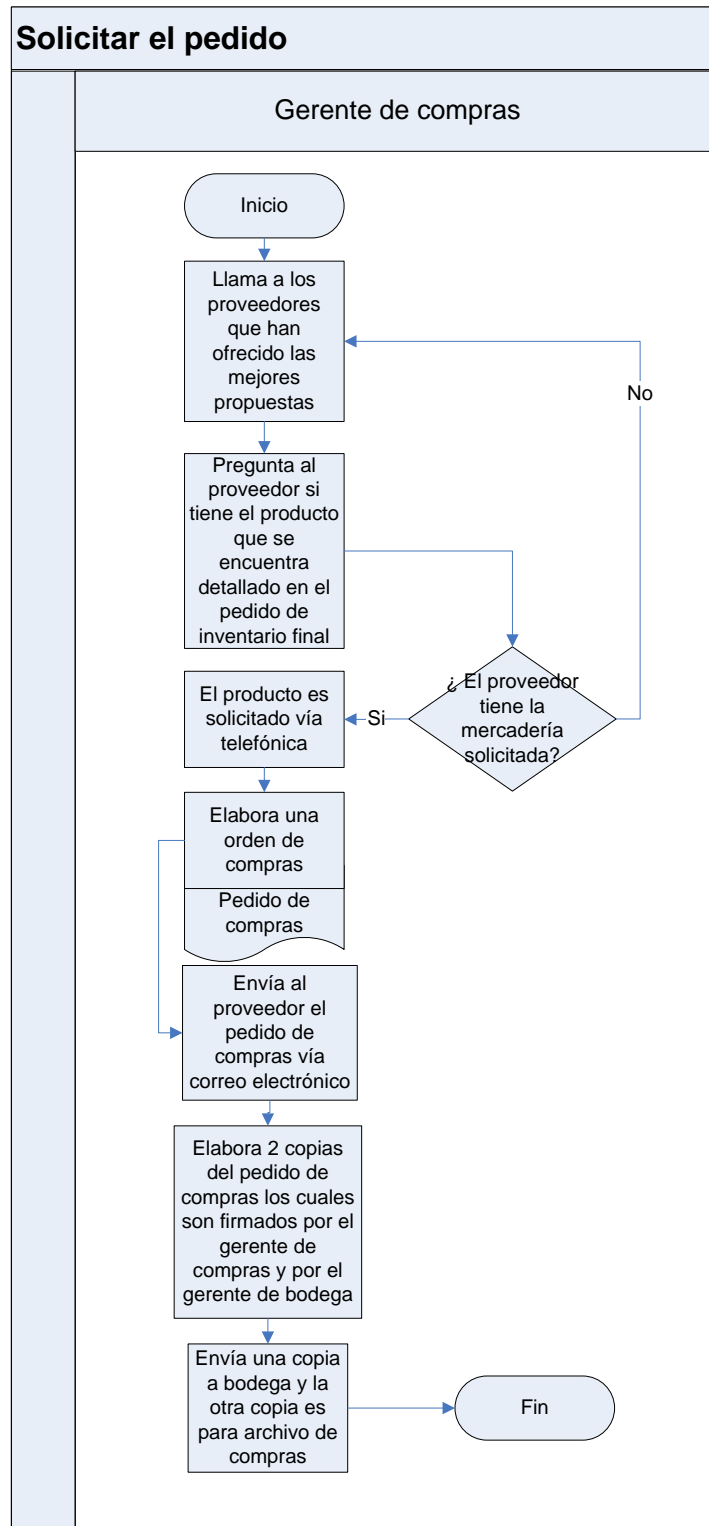 Solicitar el pedido
Gerente de compras
Inicio
Llama a los
proveedores
que han
ofrecido las
mejores
propuestas
No
Pregunta al
proveedor si
tiene el producto
que se
encuentra
detallado en el
pedido de
inventario final
¿ El proveedor
tiene la
mercadería
solicitada?
Si
El producto es
solicitado vía
telefónica
Elabora una
orden de
compras
Pedido de
compras
Envía al
proveedor el
pedido de
compras vía
correo electrónico
Elabora 2 copias
del pedido de
compras los cuales
son firmados por el
gerente de
compras y por el
gerente de bodega
Envía una copia
a bodega y la
otra copia es
para archivo de
compras
Fin